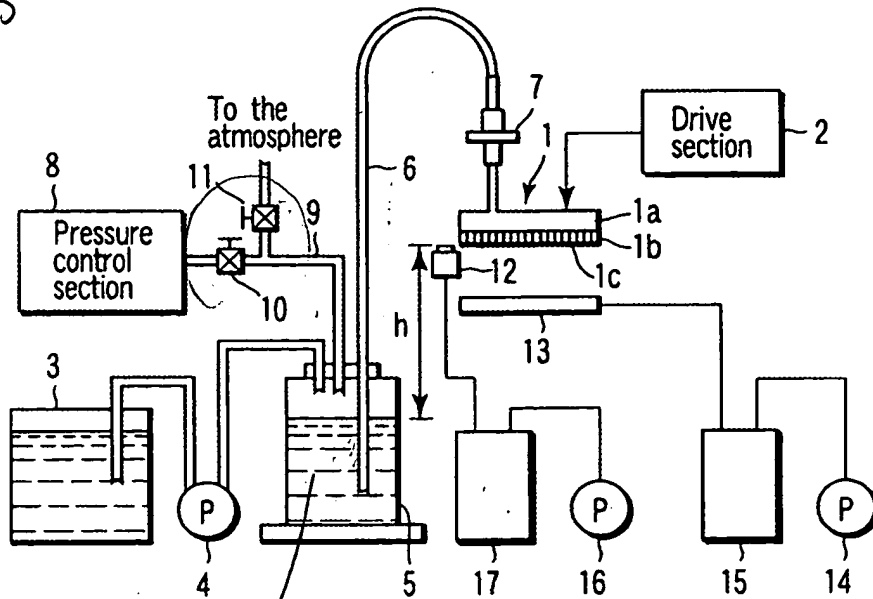 To the
atmosphere
7
Drive
section
2
1
6
8
11
9
1a
1b
1c
Pressure
control
section
10
12
13
h
3
P
4
5
17
P
16
15
P
14